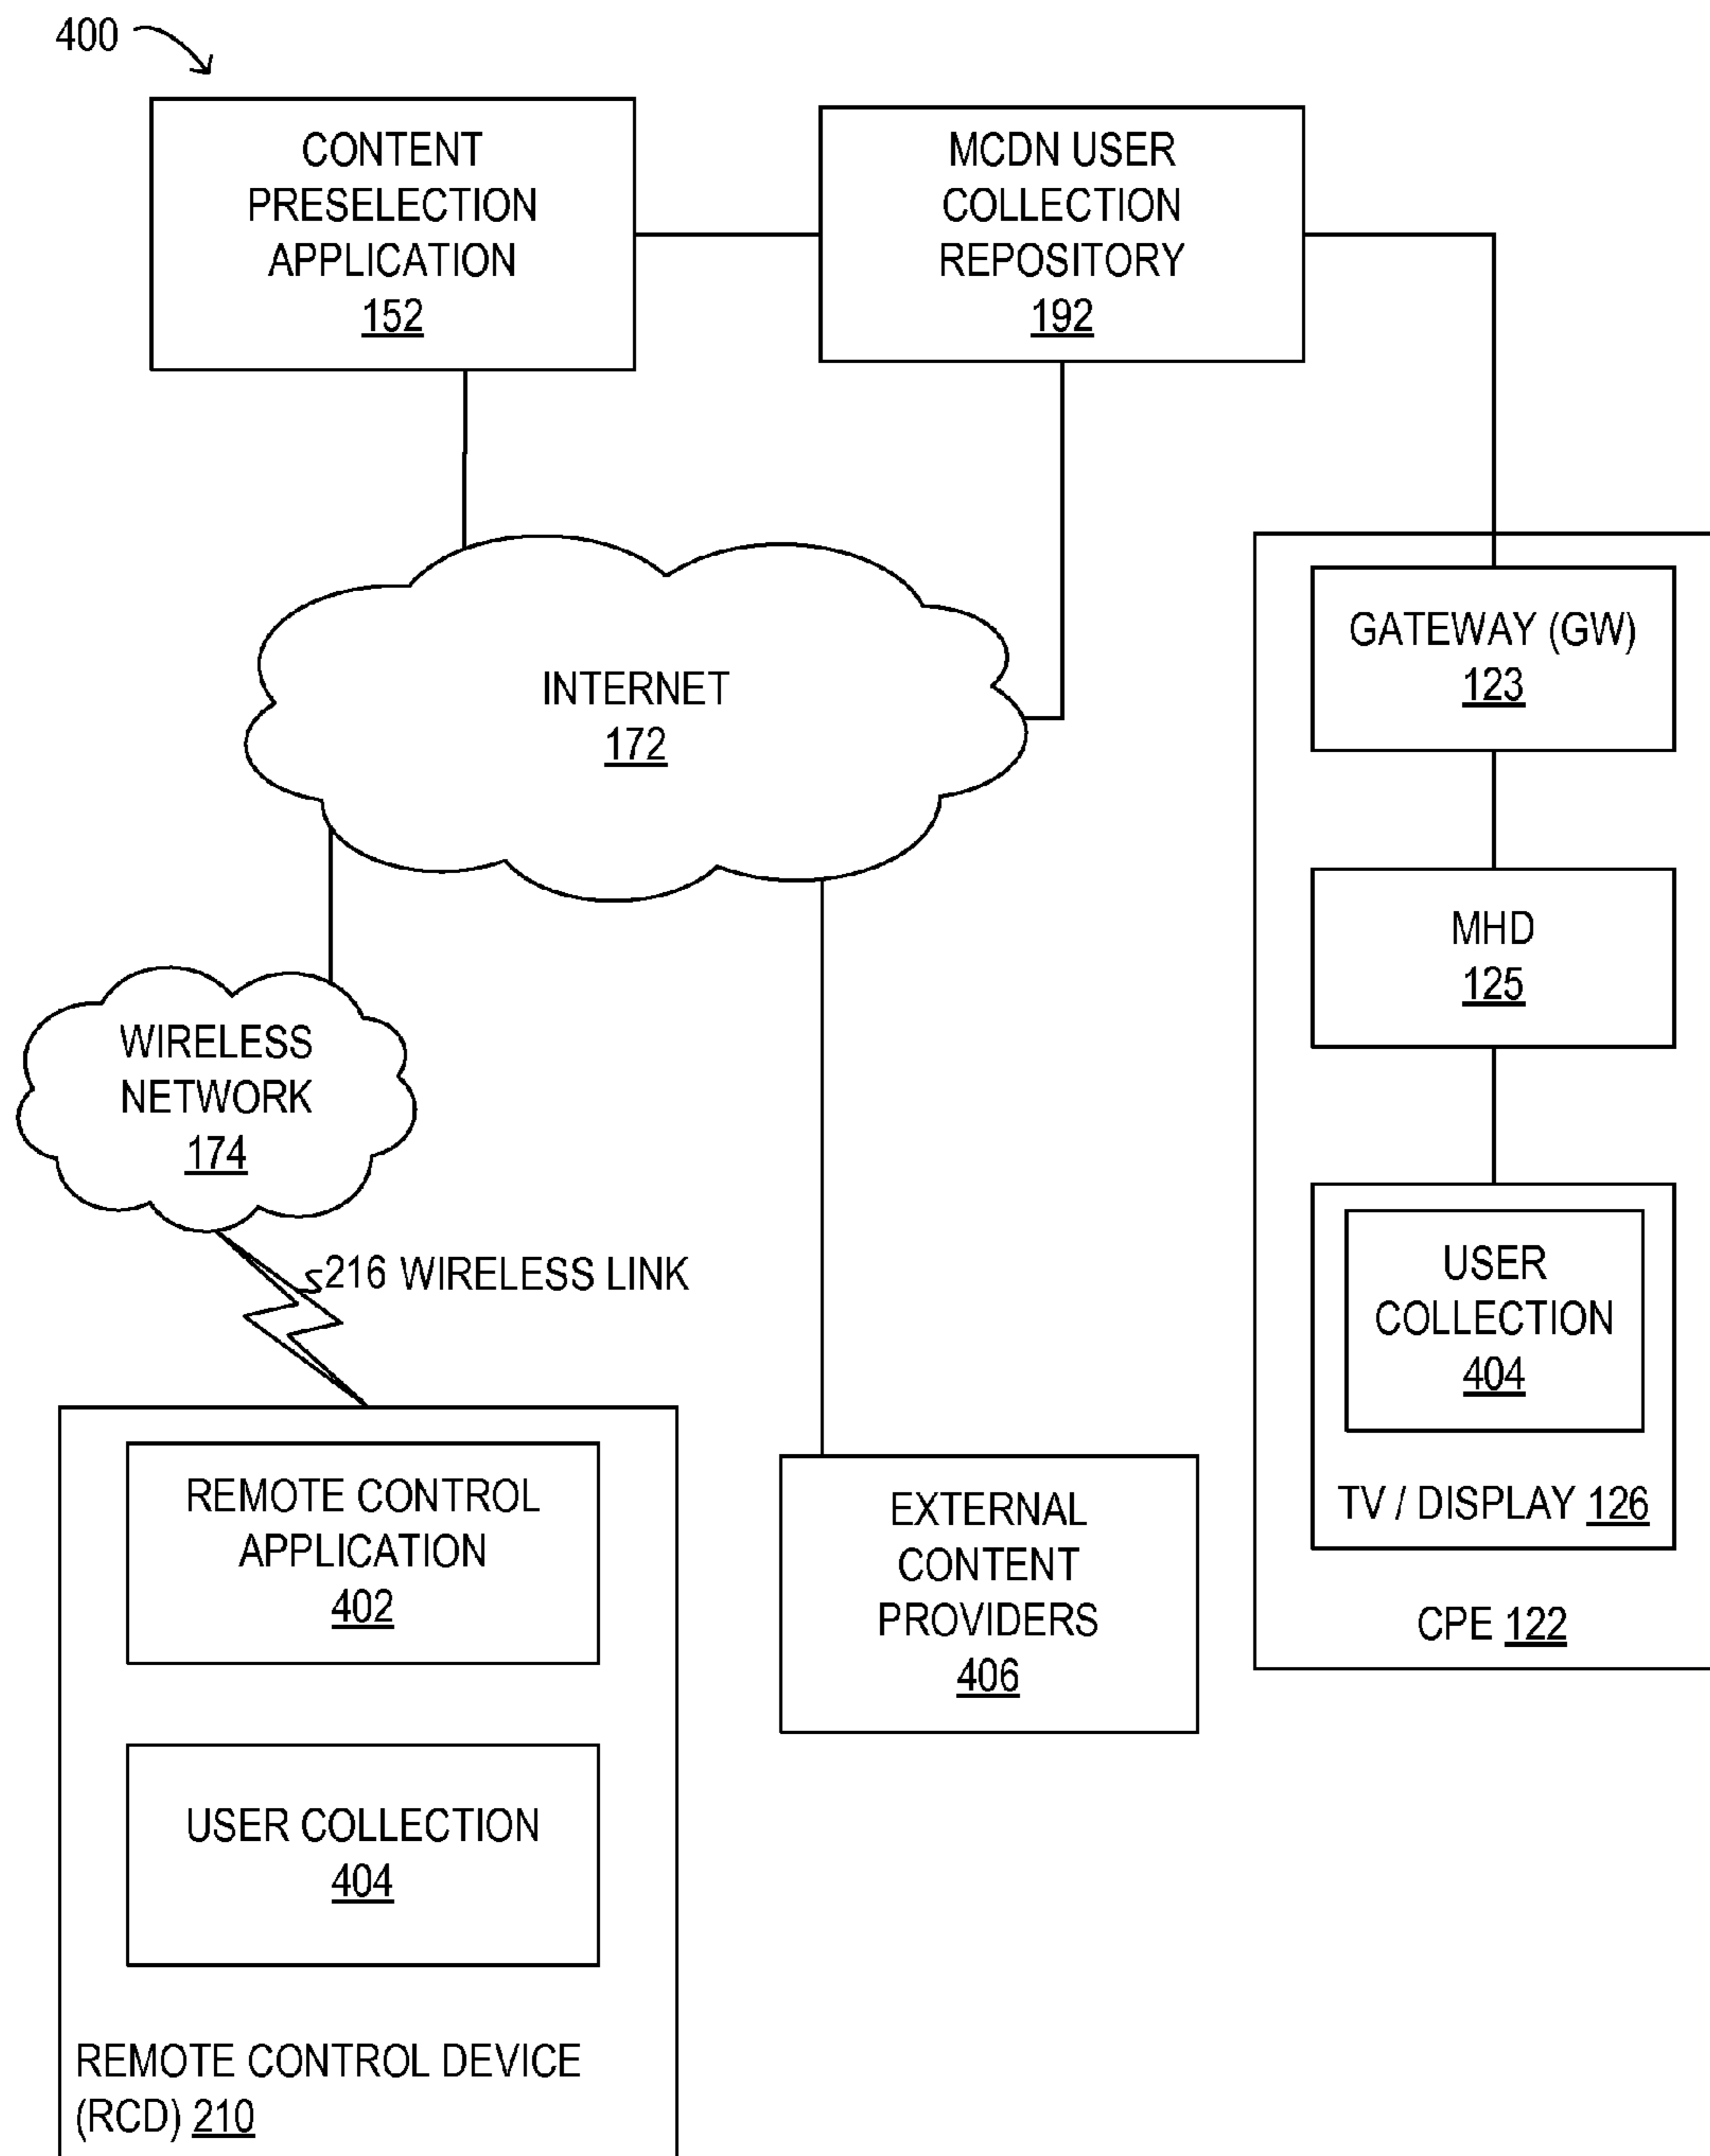 400
CONTENT
PRESELECTION
APPLICATION
152
MCDN USER
COLLECTION
REPOSITORY
192
INTERNET
172
GATEWAY (GW)
123
MHD
125
WIRELESS
NETWORK
174
216 WIRELESS LINK
USER
COLLECTION
404
TV / DISPLAY 126
CPE 122
REMOTE CONTROL
APPLICATION
402
USER COLLECTION
404
REMOTE CONTROL DEVICE
(RCD) 210
EXTERNAL
CONTENT
PROVIDERS
406